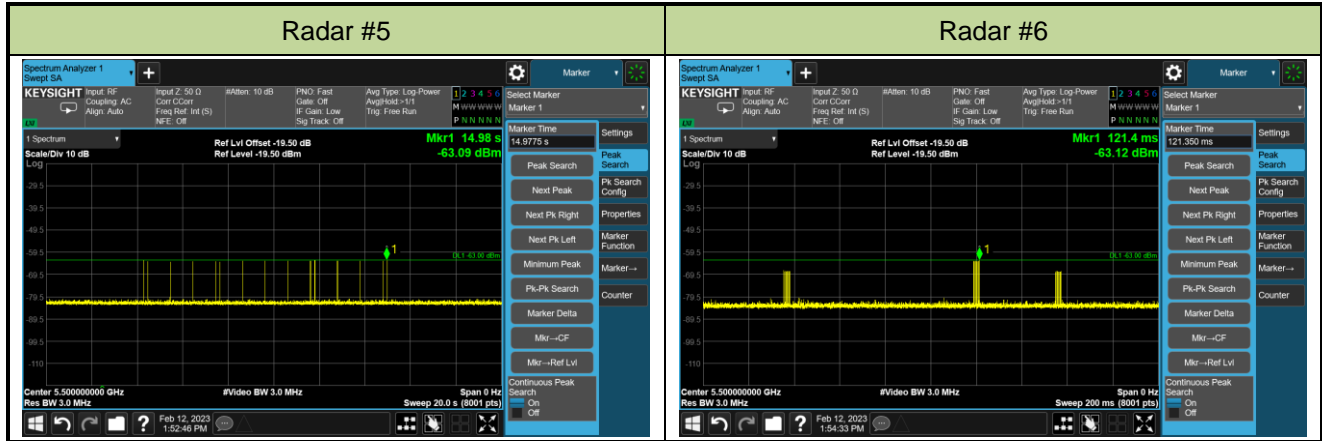 Radar #5
Spectrum Analyzer 1
Swept SA
+
Marker
KEYSIGHT
Input: RF
Coupling: AC
Align: Auto
Input Z: 50 Ω
Corr CCorr
Freq Ref: Int (S)
NFE: Off
#Atten: 10 dB
PNO: Fast
Gate: Off
IF Gain: Low
Sig Track: Off
Avg Type: Log-Power
Avg|Hold:>1/1
Trig: Free Run
1 2 3 4 5 6
M W W W W W
P N N N N N
Select Marker
Marker 1
LXI
1 Spectrum
Scale/Div 10 dB
Log
Ref Lvl Offset -19.50 dB
Ref Level -19.50 dBm
Mkr1 14.98 s
-63.09 dBm
Marker Time
14.9775 s
Settings
Peak Search
Next Peak
Next Pk Right
Next Pk Left
Minimum Peak
Pk-Pk Search
Marker Delta
Mkr→CF
Mkr→Ref Lvl
Continuous Peak
Search
On
Off
Peak
Search
Pk Search
Config
Properties
Marker
Function
Marker→
Counter
-29.5
-39.5
-49.5
-59.5
-69.5
-79.5
-89.5
-99.5
-110
1
DL1 -63.00 dBm
Center 5.500000000 GHz
Res BW 3.0 MHz
#Video BW 3.0 MHz
Span 0 Hz
Sweep 20.0 s (8001 pts)
?
Feb 12, 2023
1:52:46 PM
Radar #6
Spectrum Analyzer 1
Swept SA
+
Marker
KEYSIGHT
Input: RF
Coupling: AC
Align: Auto
Input Z: 50 Ω
Corr CCorr
Freq Ref: Int (S)
NFE: Off
#Atten: 10 dB
PNO: Fast
Gate: Off
IF Gain: Low
Sig Track: Off
Avg Type: Log-Power
Avg|Hold:>1/1
Trig: Free Run
1 2 3 4 5 6
M W W W W W
P N N N N N
Select Marker
Marker 1
LXI
1 Spectrum
Scale/Div 10 dB
Log
Ref Lvl Offset -19.50 dB
Ref Level -19.50 dBm
Mkr1 121.4 ms
-63.12 dBm
Marker Time
121.350 ms
Settings
Peak Search
Next Peak
Next Pk Right
Next Pk Left
Minimum Peak
Pk-Pk Search
Marker Delta
Mkr→CF
Mkr→Ref Lvl
Continuous Peak
Search
On
Off
Peak
Search
Pk Search
Config
Properties
Marker
Function
Marker→
Counter
-29.5
-39.5
-49.5
-59.5
-69.5
-79.5
-89.5
-99.5
-110
1
DL1 -63.00 dBm
Center 5.500000000 GHz
Res BW 3.0 MHz
#Video BW 3.0 MHz
Span 0 Hz
Sweep 200 ms (8001 pts)
?
Feb 12, 2023
1:54:33 PM